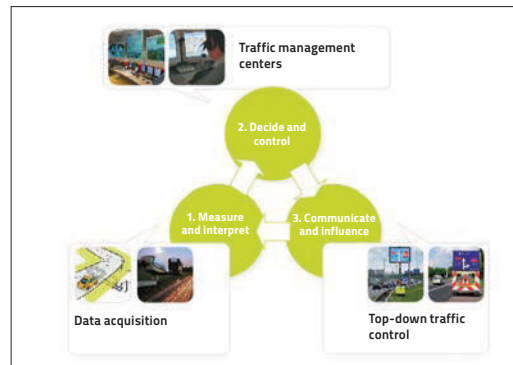 Traffic management
centers
2. Decide and
control
1. Measure
and interpret
3. Communicate
and influence
Data acquisition
Top-down traffic
control